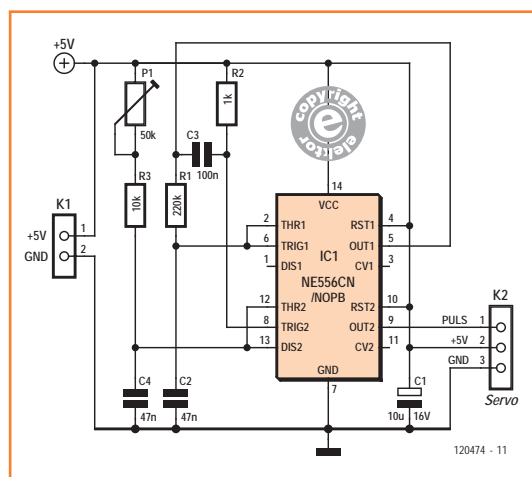 +5V
P1
50k
R2
1k
C3
100n
R3
10k
R1
220k
copyright
e
elektor
K1
+5V 1
GND 2
14
VCC
2 THR1
6 TRIG1
1 DIS1
12 THR2
8 TRIG2
13 DIS2
IC1
NE556CN
/NOPB
RST1 4
OUT1 5
CV1 3
RST2 10
OUT2 9
CV2 11
GND
7
K2
PULS 1
+5V 2
GND 3
Servo
C4
47n
C2
47n
C1
10u 16V
120474 - 11